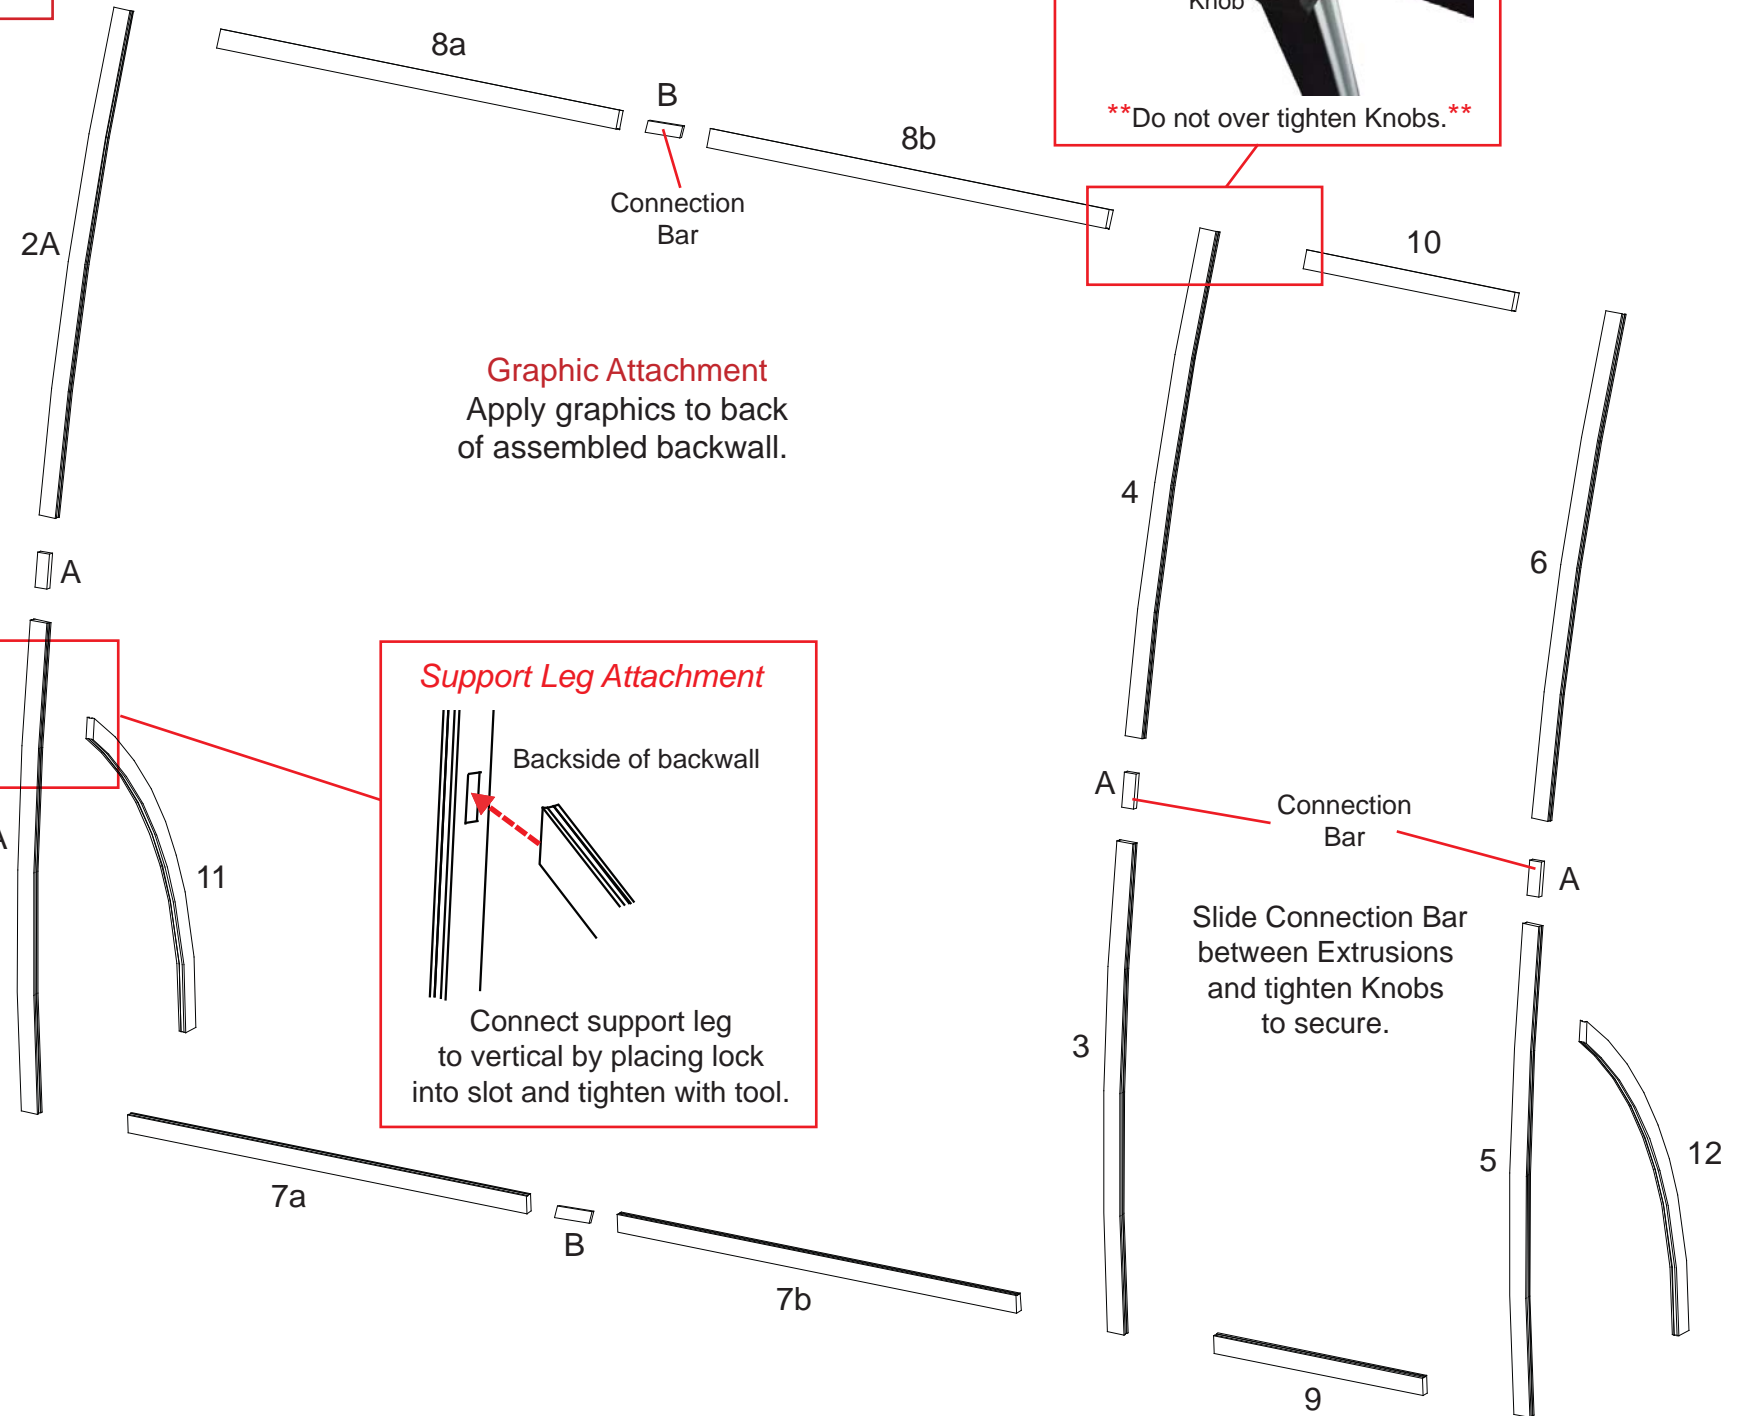 Knob
**Do not over tighten Knobs.**
8a
B
8b
Connection
Bar
2A
10
Graphic Attachment
Apply graphics to back
of assembled backwall.
4
6
A
Support Leg Attachment
Backside of backwall
Connect support leg
to vertical by placing lock
into slot and tighten with tool.
A
Connection
Bar
A
Slide Connection Bar
between Extrusions
and tighten Knobs
to secure.
A
11
3
5
12
7a
B
7b
9